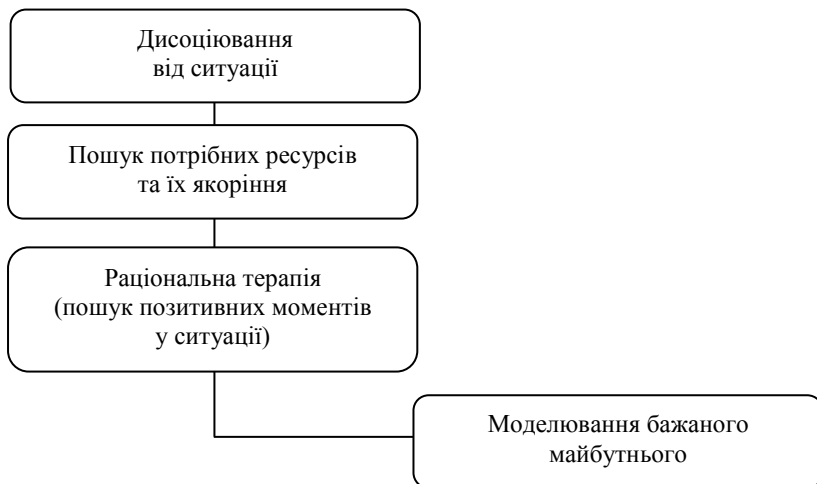 Дисоціювання
від ситуації
Пошук потрібних ресурсів
та їх якоріння
Раціональна терапія
(пошук позитивних моментів
у ситуації)
Моделювання бажаного
майбутнього